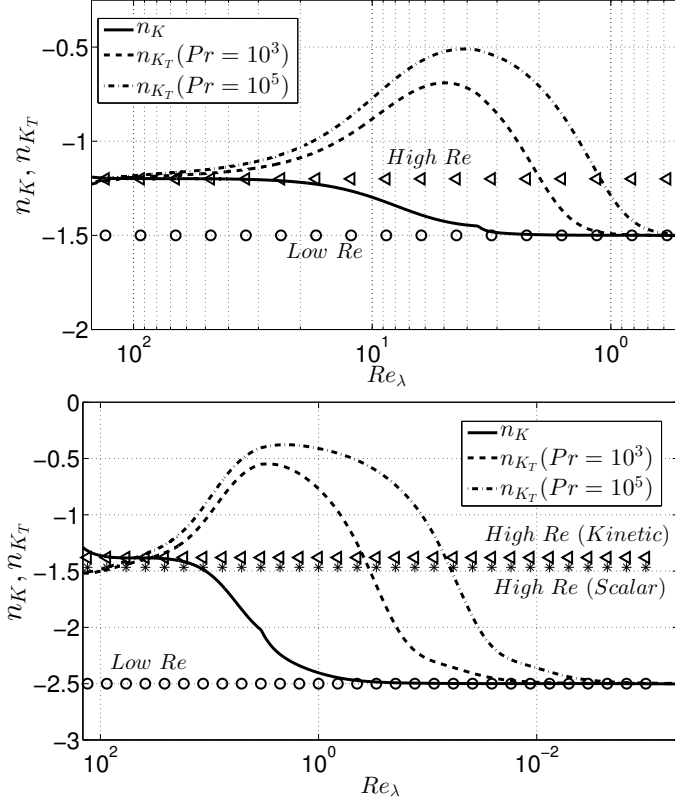 n_K
n_{K_T}(Pr = 10^3)
n_{K_T}(Pr = 10^5)
−0.5
−1
−1.5
−2
n_K, n_{K_T}
High Re
Low Re
10^2
10^1
10^0
Re_λ
0
−0.5
−1
−1.5
−2
−2.5
−3
n_K, n_{K_T}
n_K
n_{K_T}(Pr = 10^3)
n_{K_T}(Pr = 10^5)
High Re (Kinetic)
High Re (Scalar)
Low Re
10^2
10^0
10^{-2}
Re_λ